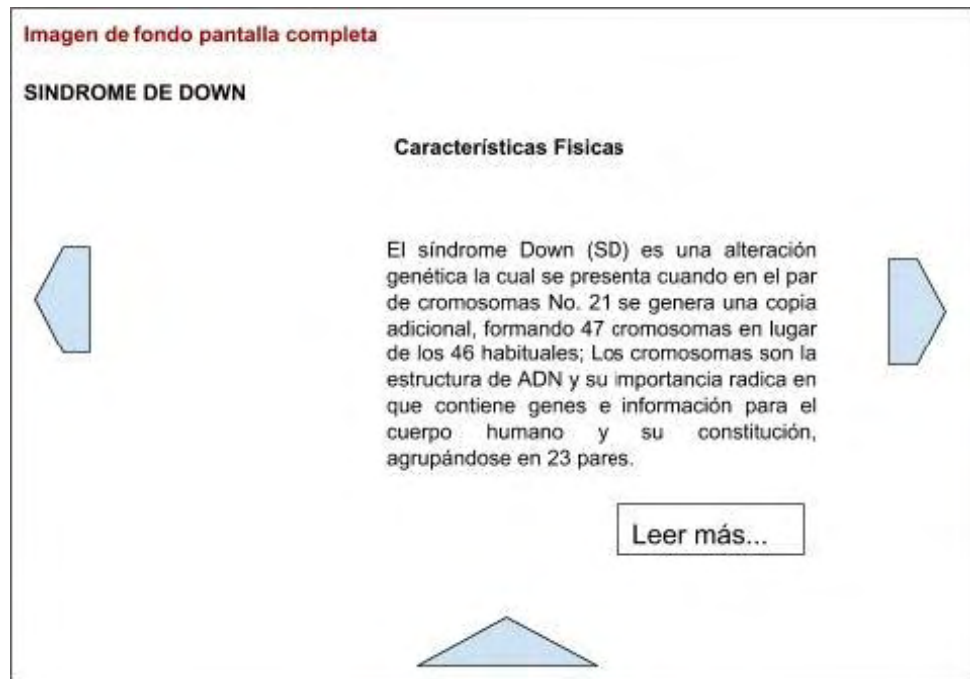 Imagen de fondo pantalla completa
SINDROME DE DOWN
Características Fisicas
El síndrome Down (SD) es una alteración
genética la cual se presenta cuando en el par
de cromosomas No. 21 se genera una copia
adicional, formando 47 cromosomas en lugar
de los 46 habituales; Los cromosomas son la
estructura de ADN y su importancia radica en
que contiene genes e información para el
cuerpo humano y su constitución,
agrupándose en 23 pares.
Leer más...